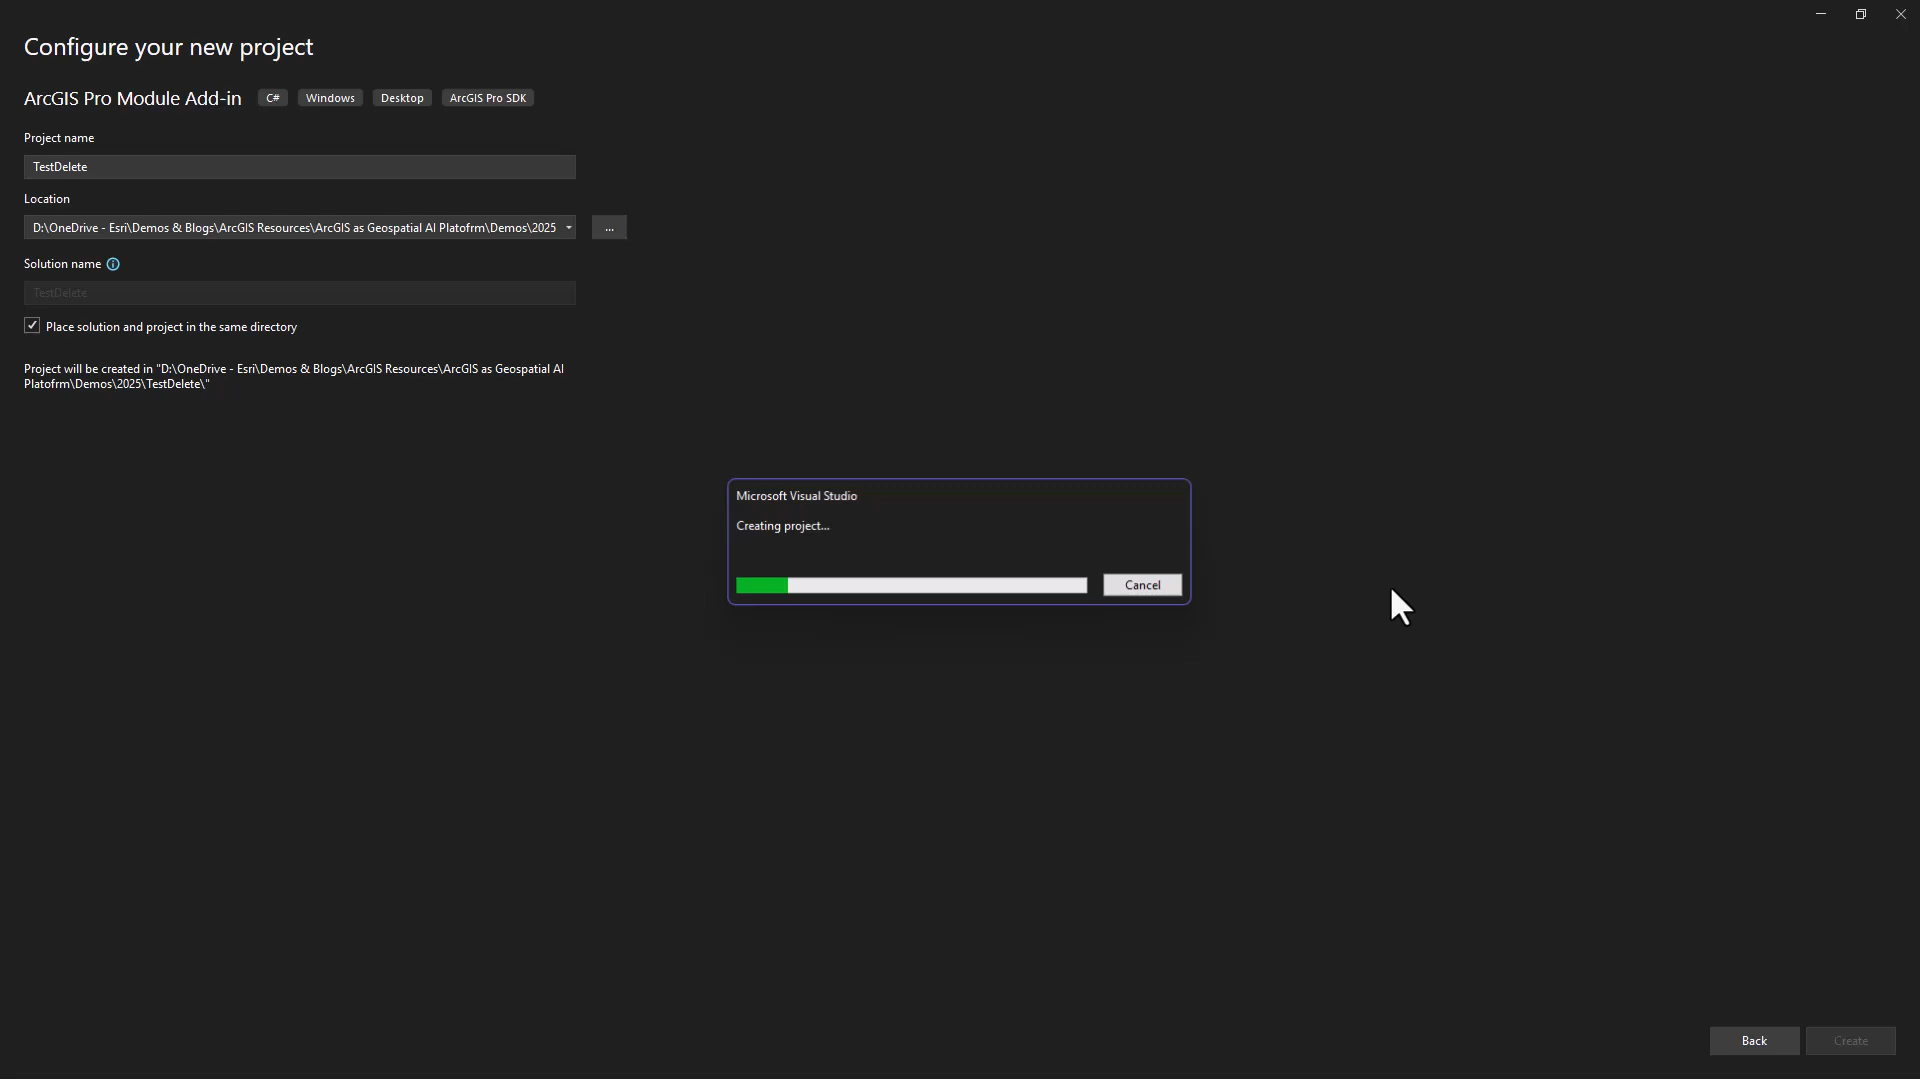 Configure your new project
ArcGIS Pro Module Add-in C# Windows Desktop ArcGIS Pro SDK
Project name
TestDelete
Location
D:\OneDrive - Esri\Demos & Blogs\ArcGIS Resources\ArcGIS as Geospatial AI Platofrm\Demos\2025 ...
Solution name
TestDelete
Place solution and project in the same directory
Project will be created in "D:\OneDrive - Esri\Demos & Blogs\ArcGIS Resources\ArcGIS as Geospatial AI
Platofrm\Demos\2025\TestDelete\"
Microsoft Visual Studio
Creating project...
Cancel
Back Create